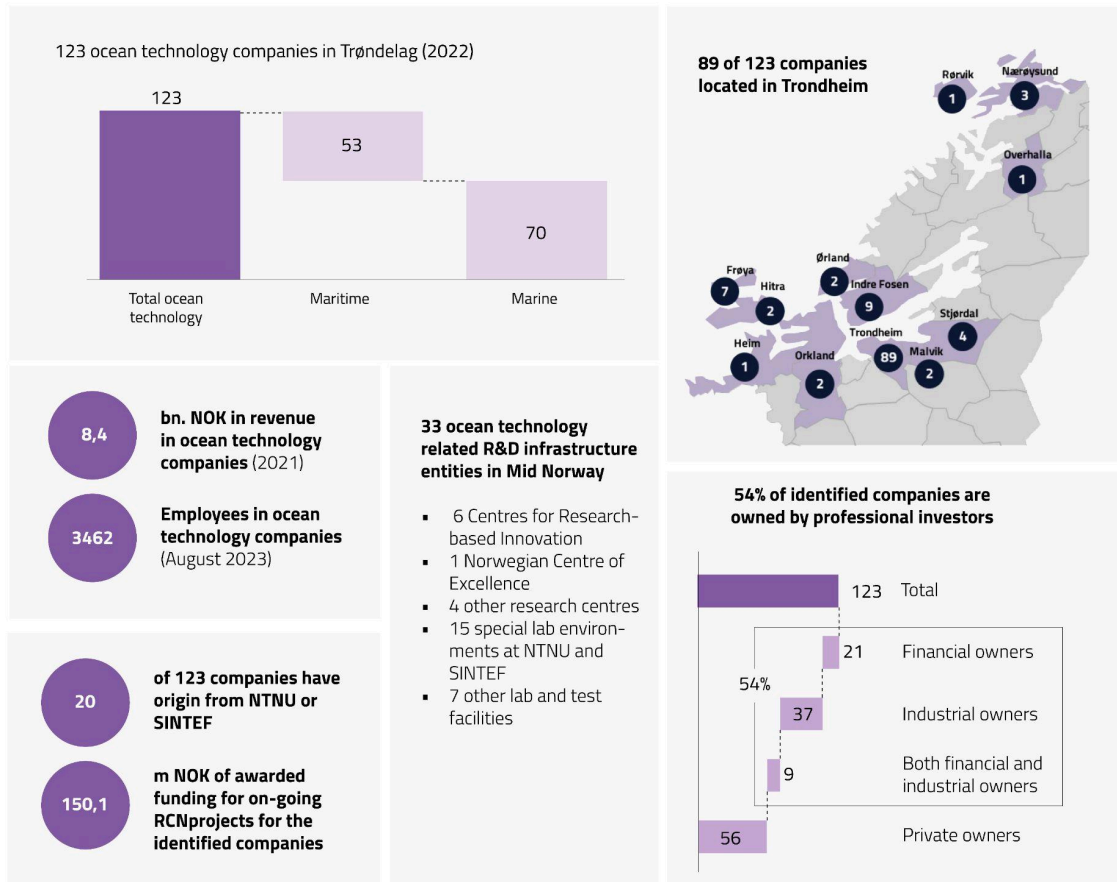 123 ocean technology companies in Trøndelag (2022)
123
53
70
Total ocean
technology
Maritime
Marine
89 of 123 companies
located in Trondheim
Rørvik
1
Nærøysund
3
Overhalla
1
Ørland
2
Indre Fosen
9
Frøya
7
Hitra
2
Stjørdal
4
Trondheim
89
Malvik
2
Heim
1
Orkland
2
8,4
bn. NOK in revenue
in ocean technology
companies (2021)
3462
Employees in ocean
technology companies
(August 2023)
20
of 123 companies have
origin from NTNU or
SINTEF
150,1
m NOK of awarded
funding for on-going
RCNprojects for the
identified companies
33 ocean technology
related R&D infrastructure
entities in Mid Norway
▪ 6 Centres for Research-
based Innovation
▪ 1 Norwegian Centre of
Excellence
▪ 4 other research centres
▪ 15 special lab environ-
ments at NTNU and
SINTEF
▪ 7 other lab and test
facilities
54% of identified companies are
owned by professional investors
123 Total
21 Financial owners
54%
37 Industrial owners
9 Both financial and
industrial owners
56 Private owners